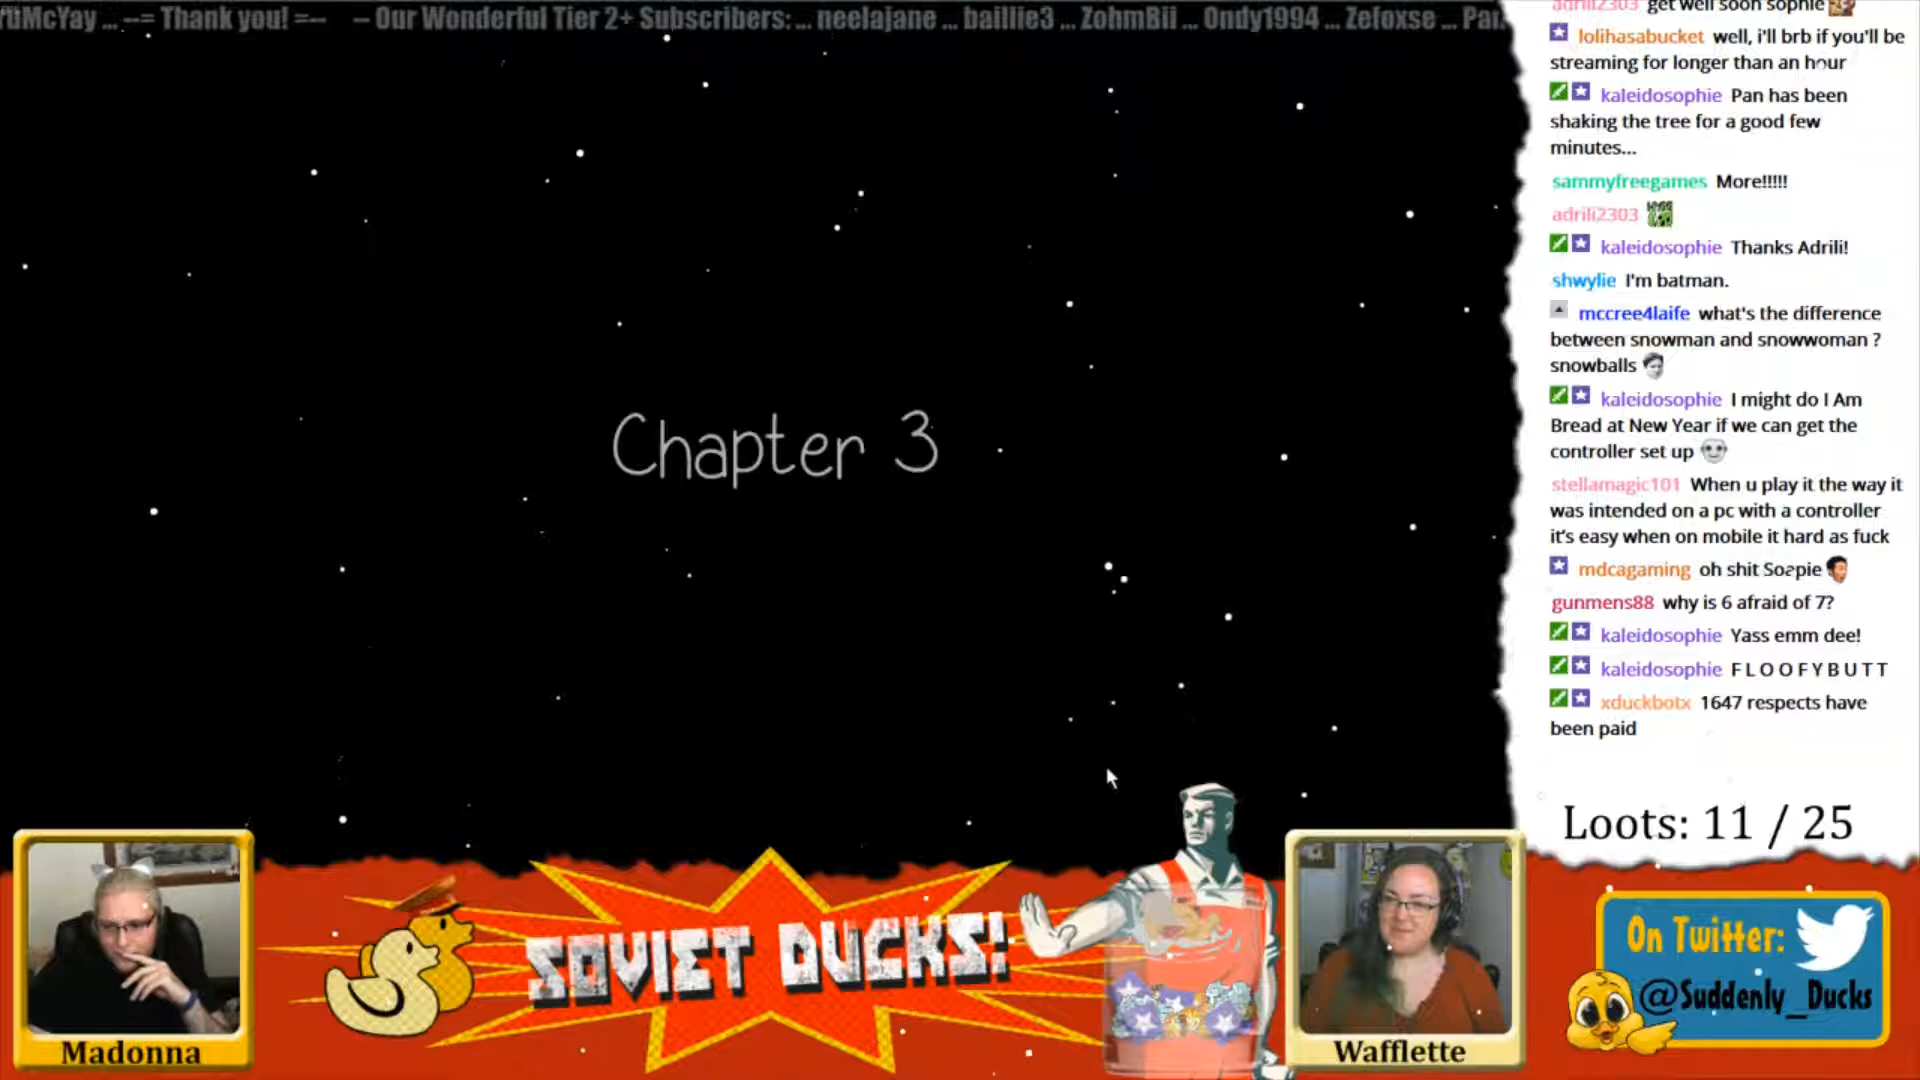 McYay ... --= Thank you! =-- -- Our Wonderful Tier 2+ Subscribers: ... neelajane ... baillie3 ... ZohmBii ... Ondy1994 ... Zefoxse ...
adrili2303 get well soon sophie
lolihasabucket well, i'll brb if you'll be
streaming for longer than an hour
kaleidosophie Pan has been
shaking the tree for a good few
minutes...
sammyfreegames More!!!!!
adrili2303
kaleidosophie Thanks Adrili!
shwylie I'm batman.
mccree4laife what's the difference
between snowman and snowwoman ?
snowballs
kaleidosophie I might do I Am
Bread at New Year if we can get the
controller set up
stellamagic101 When u play it the way it
was intended on a pc with a controller
it's easy when on mobile it hard as fuck
mdcagaming oh shit Soapie
gunmens88 why is 6 afraid of 7?
kaleidosophie Yass emm dee!
kaleidosophie F L O O F Y B U T T
xduckbotx 1647 respects have
been paid
Chapter 3
Loots: 11 / 25
Madonna
SOVIET DUCKS!
Wafflette
On Twitter:
@Suddenly_Ducks